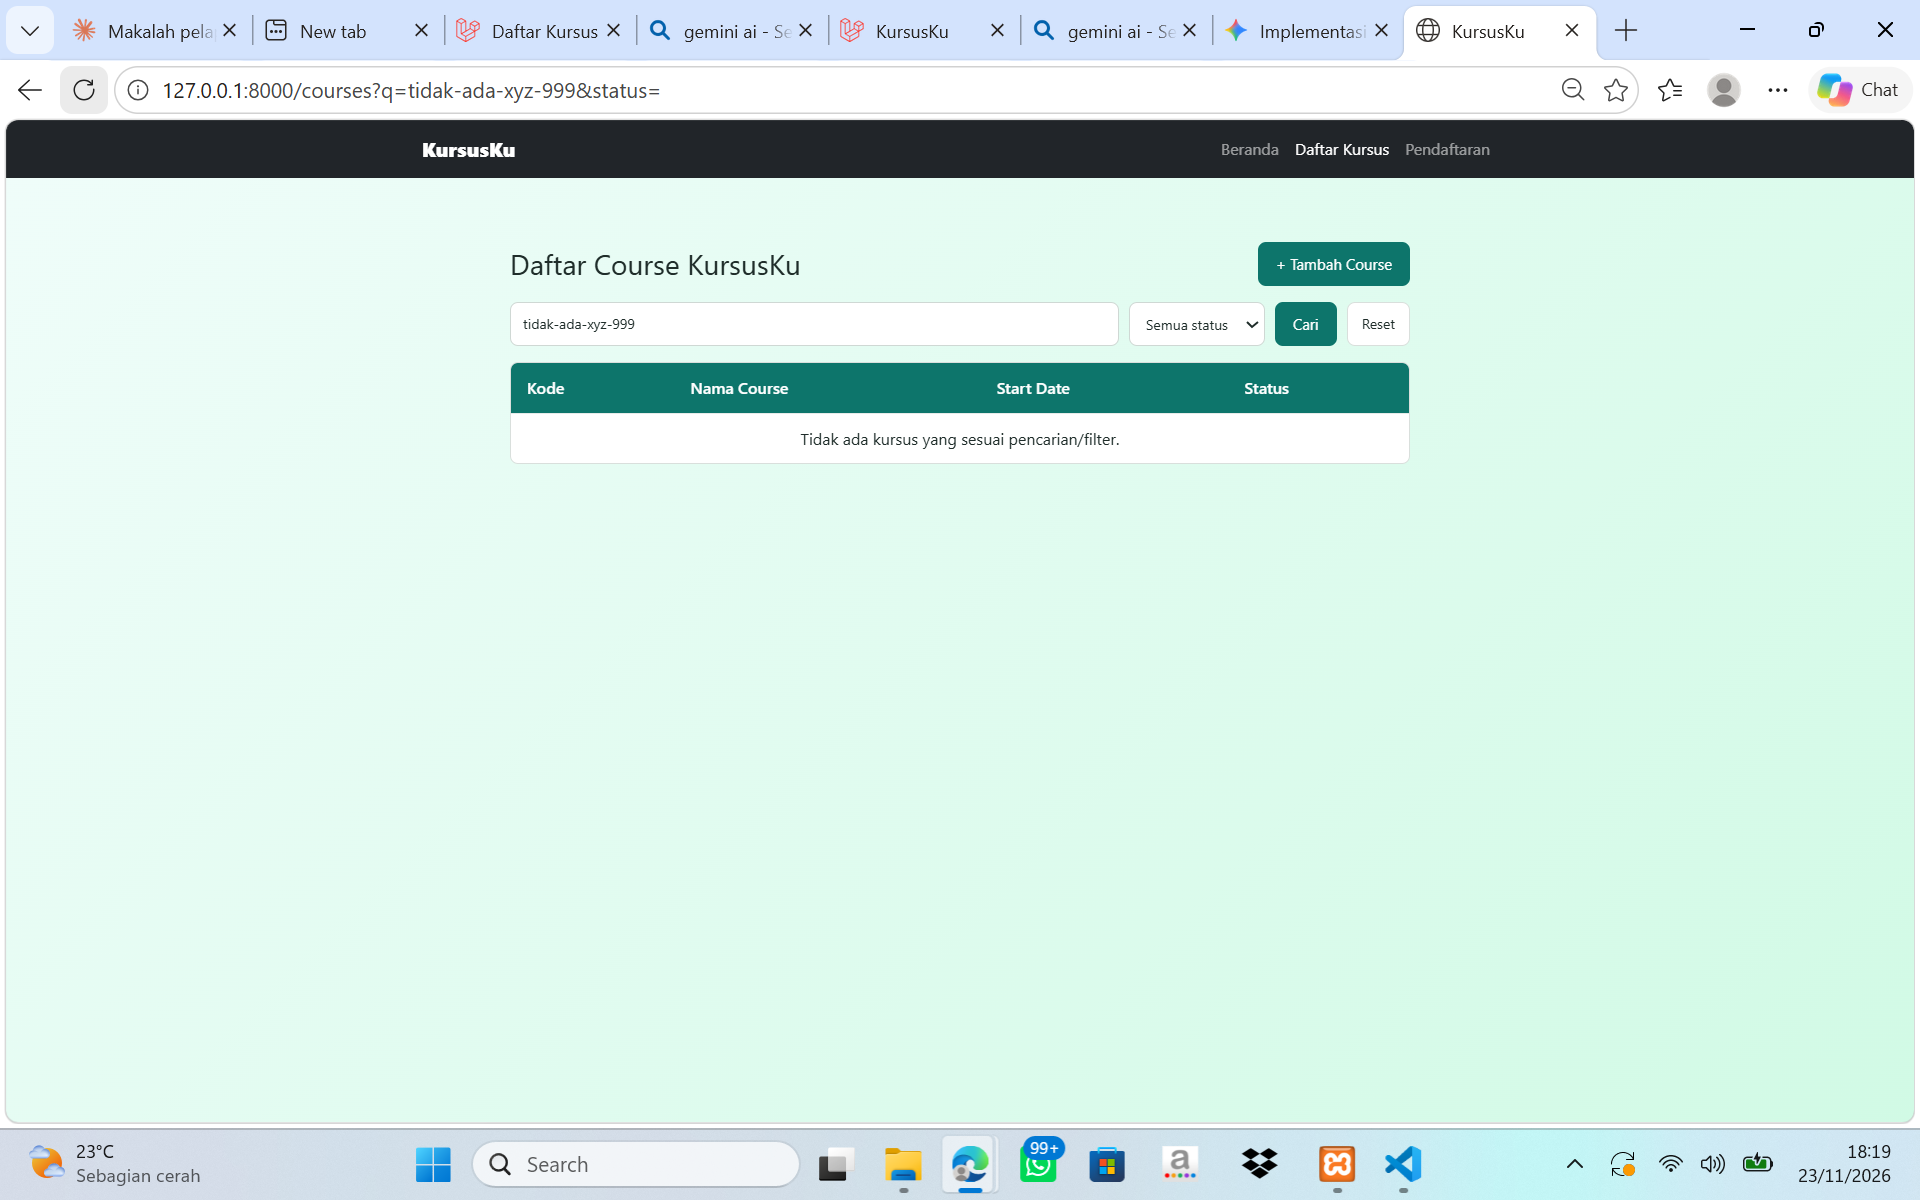 Makalah pela
New tab
Daftar Kursus
gemini ai - Se
KursusKu
gemini ai - Se
Implementasi
KursusKu
127.0.0.1:8000/courses?q=tidak-ada-xyz-999&status=
Chat
KursusKu
Beranda
Daftar Kursus
Pendaftaran
Daftar Course KursusKu
+ Tambah Course
tidak-ada-xyz-999
Semua status
Cari
Reset
Kode
Nama Course
Start Date
Status
Tidak ada kursus yang sesuai pencarian/filter.
23°C
Sebagian cerah
Search
99+
a
18:19
23/11/2026